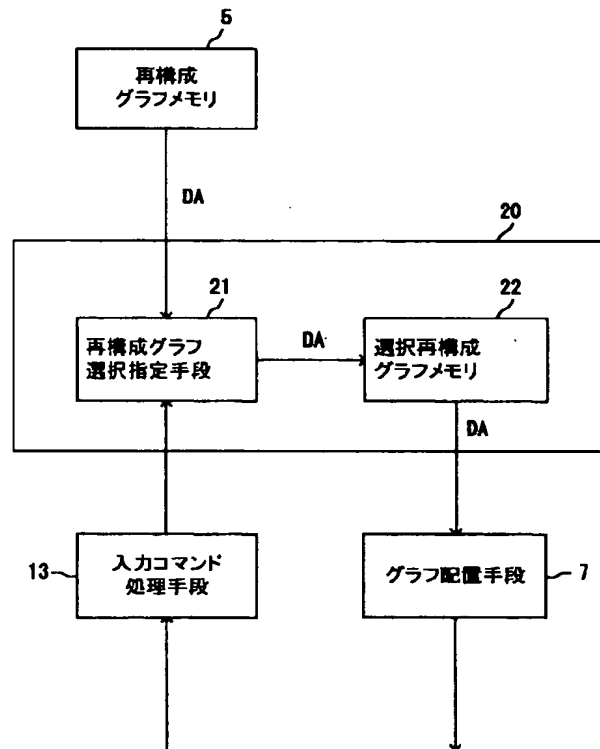 5
再構成
グラフメモリ
DA
20
21
22
再構成グラフ
選択指定手段
DA
選択再構成
グラフメモリ
DA
13
入力コマンド
処理手段
グラフ配置手段
7